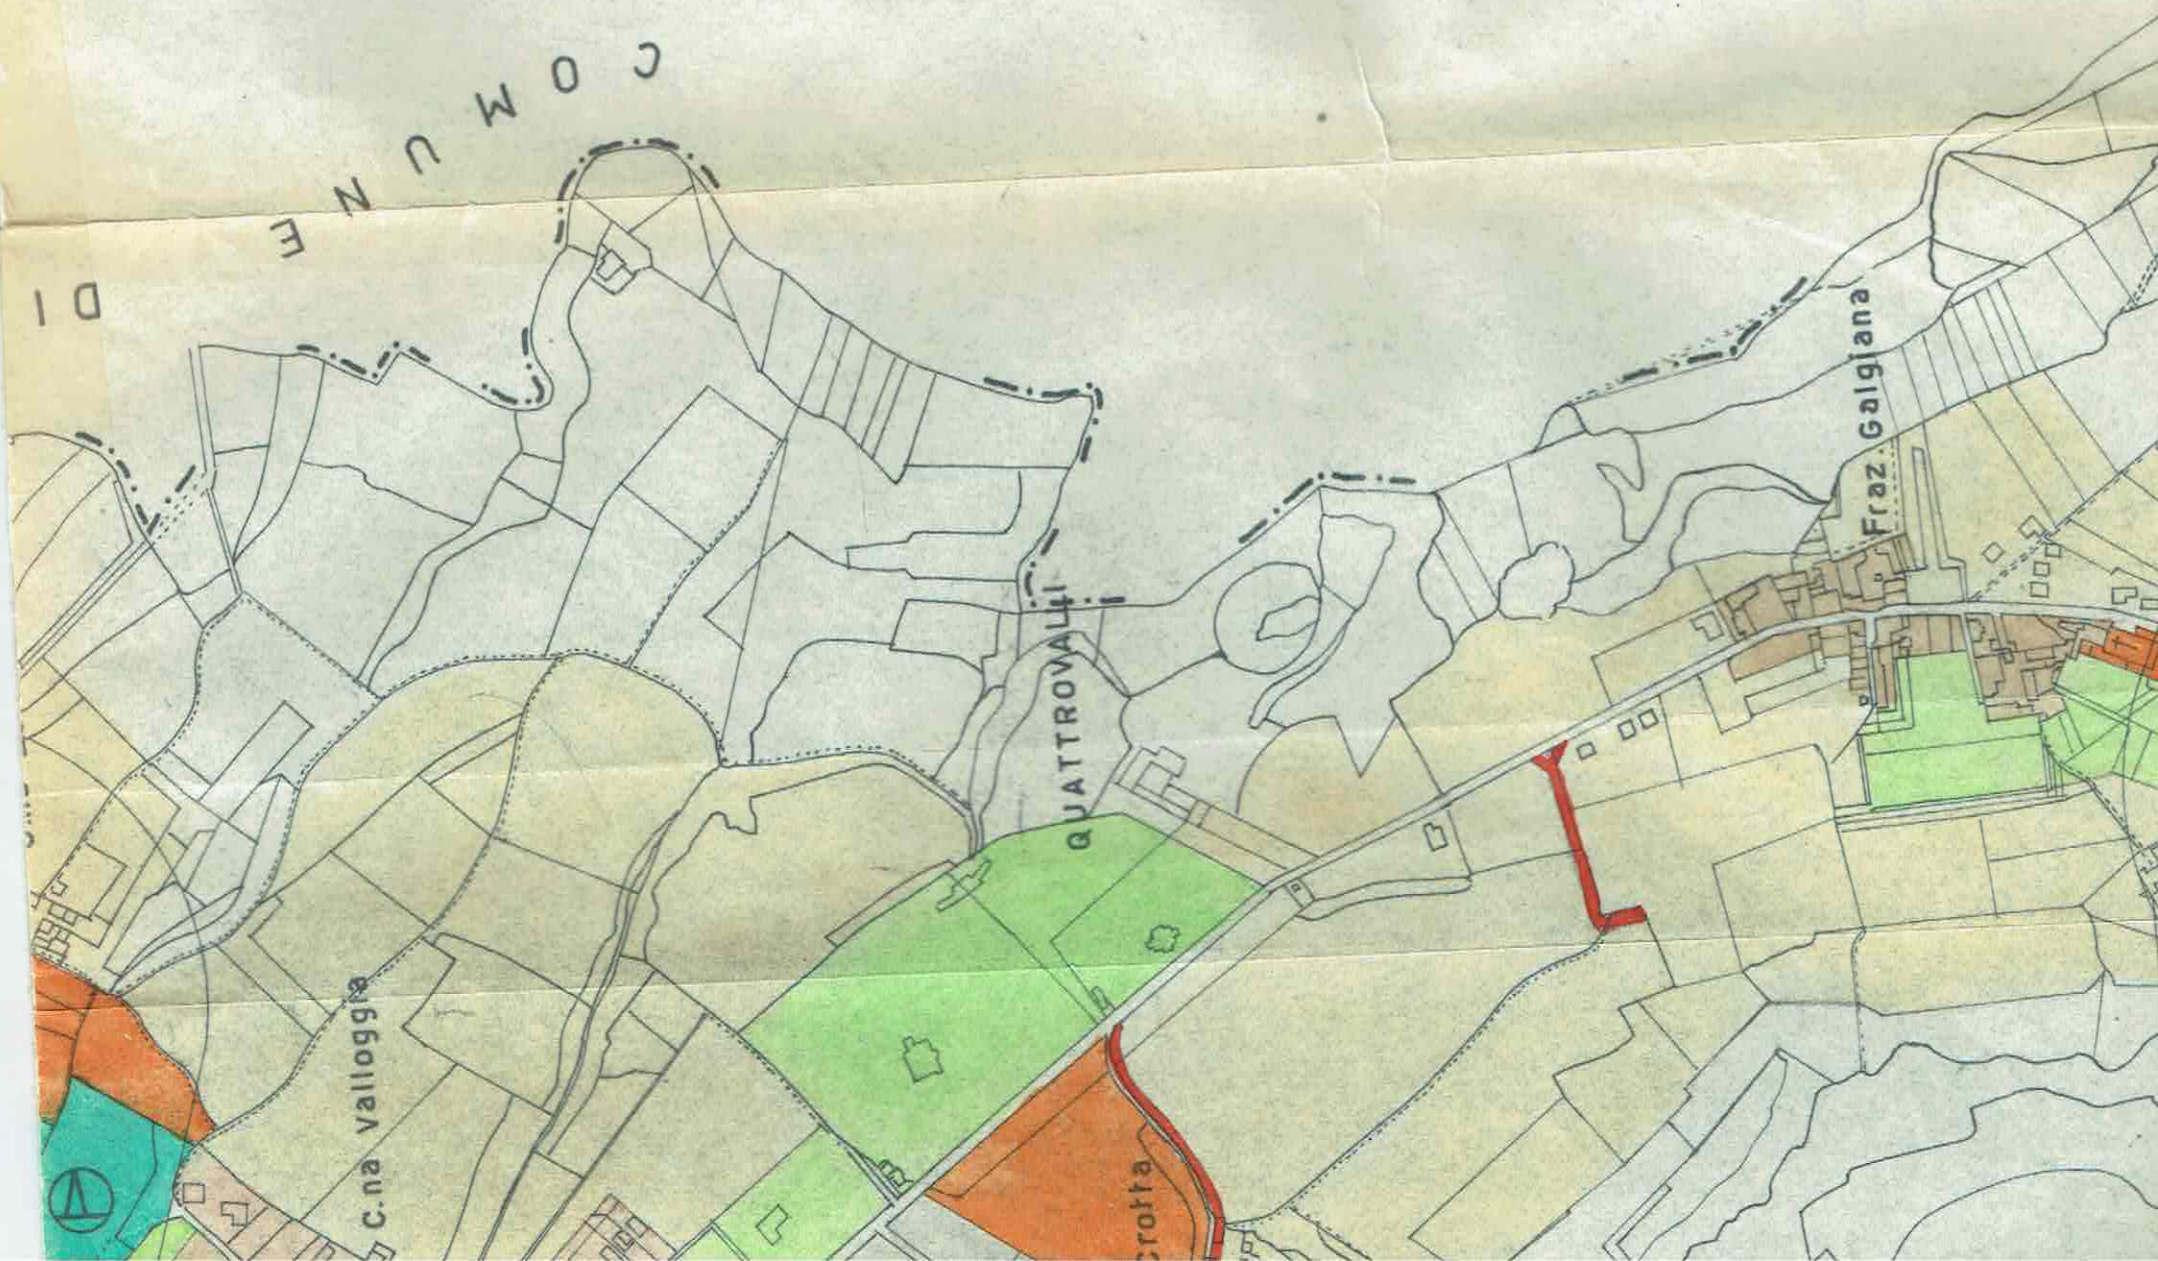 COMUNE
DI
Fraz. Galgiana
QUATTROVALLI
C.na valloggia
Crotta